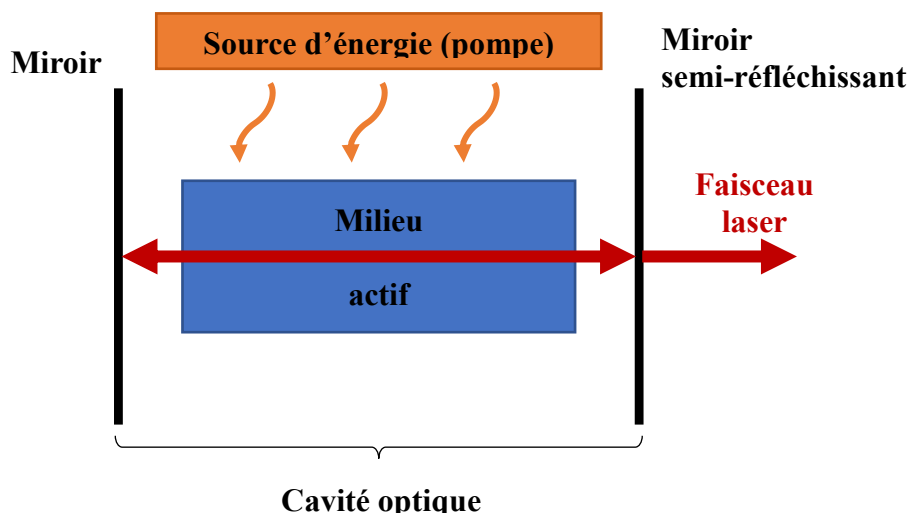 Source d’énergie (pompe)
Miroir
Miroir
semi-réfléchissant
Milieu
actif
Faisceau
laser
Cavité optique